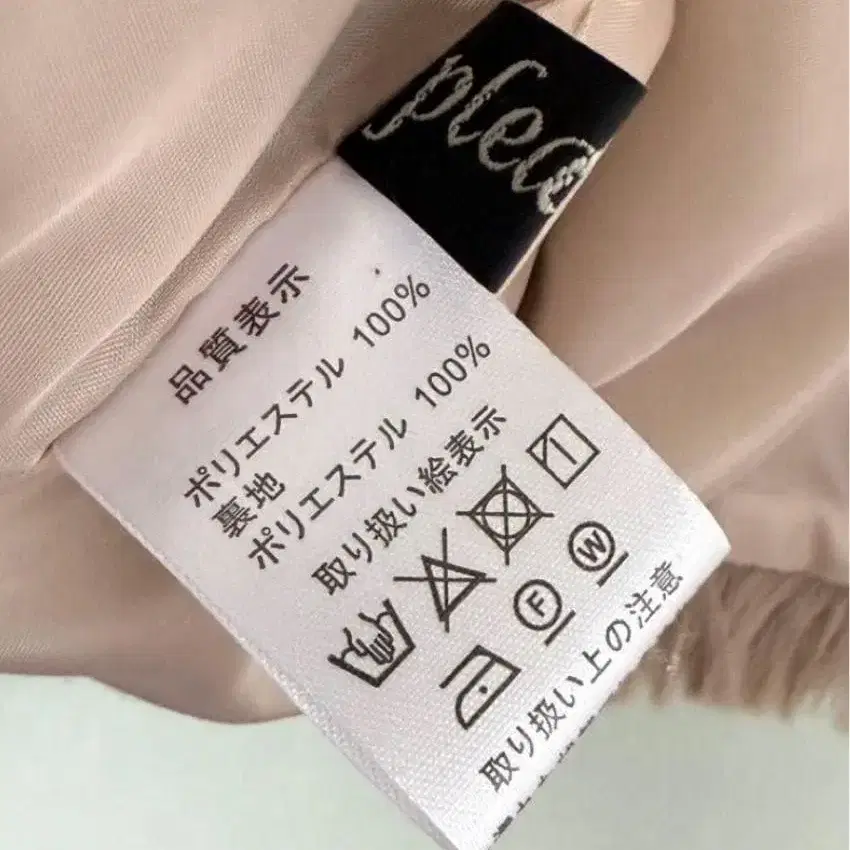 plea
品質表示
ポリエステル 100%
裏地
ポリエステル 100%
取り扱い絵表示
F
W
取り扱い上の注意